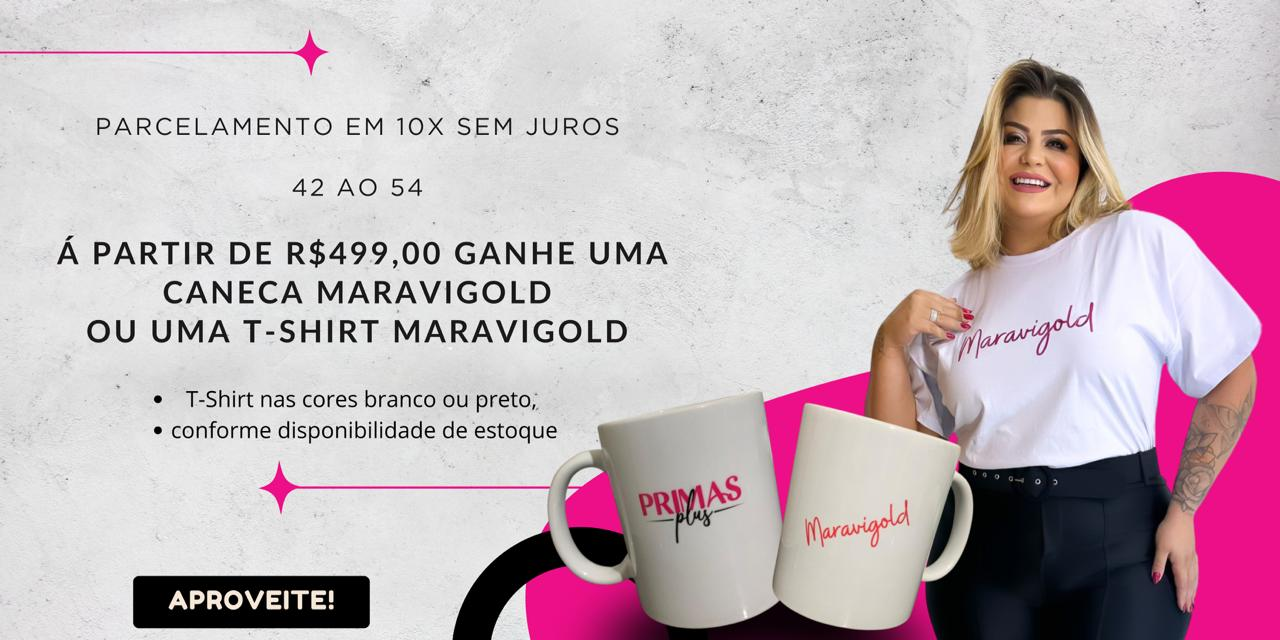 PARCELAMENTO EM 10X SEM JUROS
42 AO 54
Á PARTIR DE R$499,00 GANHE UMA
CANECA MARAVIGOLD
OU UMA T-SHIRT MARAVIGOLD
• T-Shirt nas cores branco ou preto,
• conforme disponibilidade de estoque
APROVEITE!
PRIMAS
plus
Maravigold
Maravigold